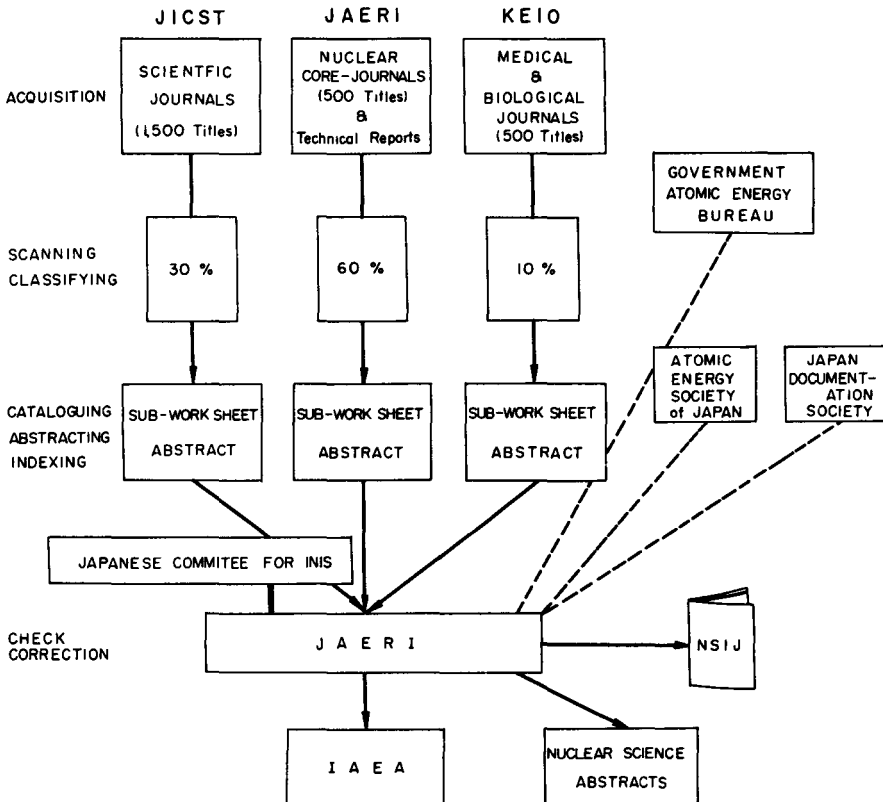 JICST JAERI KEIO
ACQUISITION
SCIENTFIC
JOURNALS
(1,500 Titles)
NUCLEAR
CORE-JOURNALS
(500 Titles)
&
Technical Reports
MEDICAL
&
BIOLOGICAL
JOURNALS
(500 Titles)
GOVERNMENT
ATOMIC ENERGY
BUREAU
SCANNING
CLASSIFYING
30 %
60 %
10 %
ATOMIC
ENERGY
SOCIETY
of JAPAN
JAPAN
DOCUMENT-
ATION
SOCIETY
CATALOGUING
ABSTRACTING
INDEXING
SUB-WORK SHEET
ABSTRACT
SUB-WORK SHEET
ABSTRACT
SUB-WORK SHEET
ABSTRACT
JAPANESE COMMITEE FOR INIS
CHECK
CORRECTION
JAERI
NSIJ
IAEA
NUCLEAR SCIENCE
ABSTRACTS